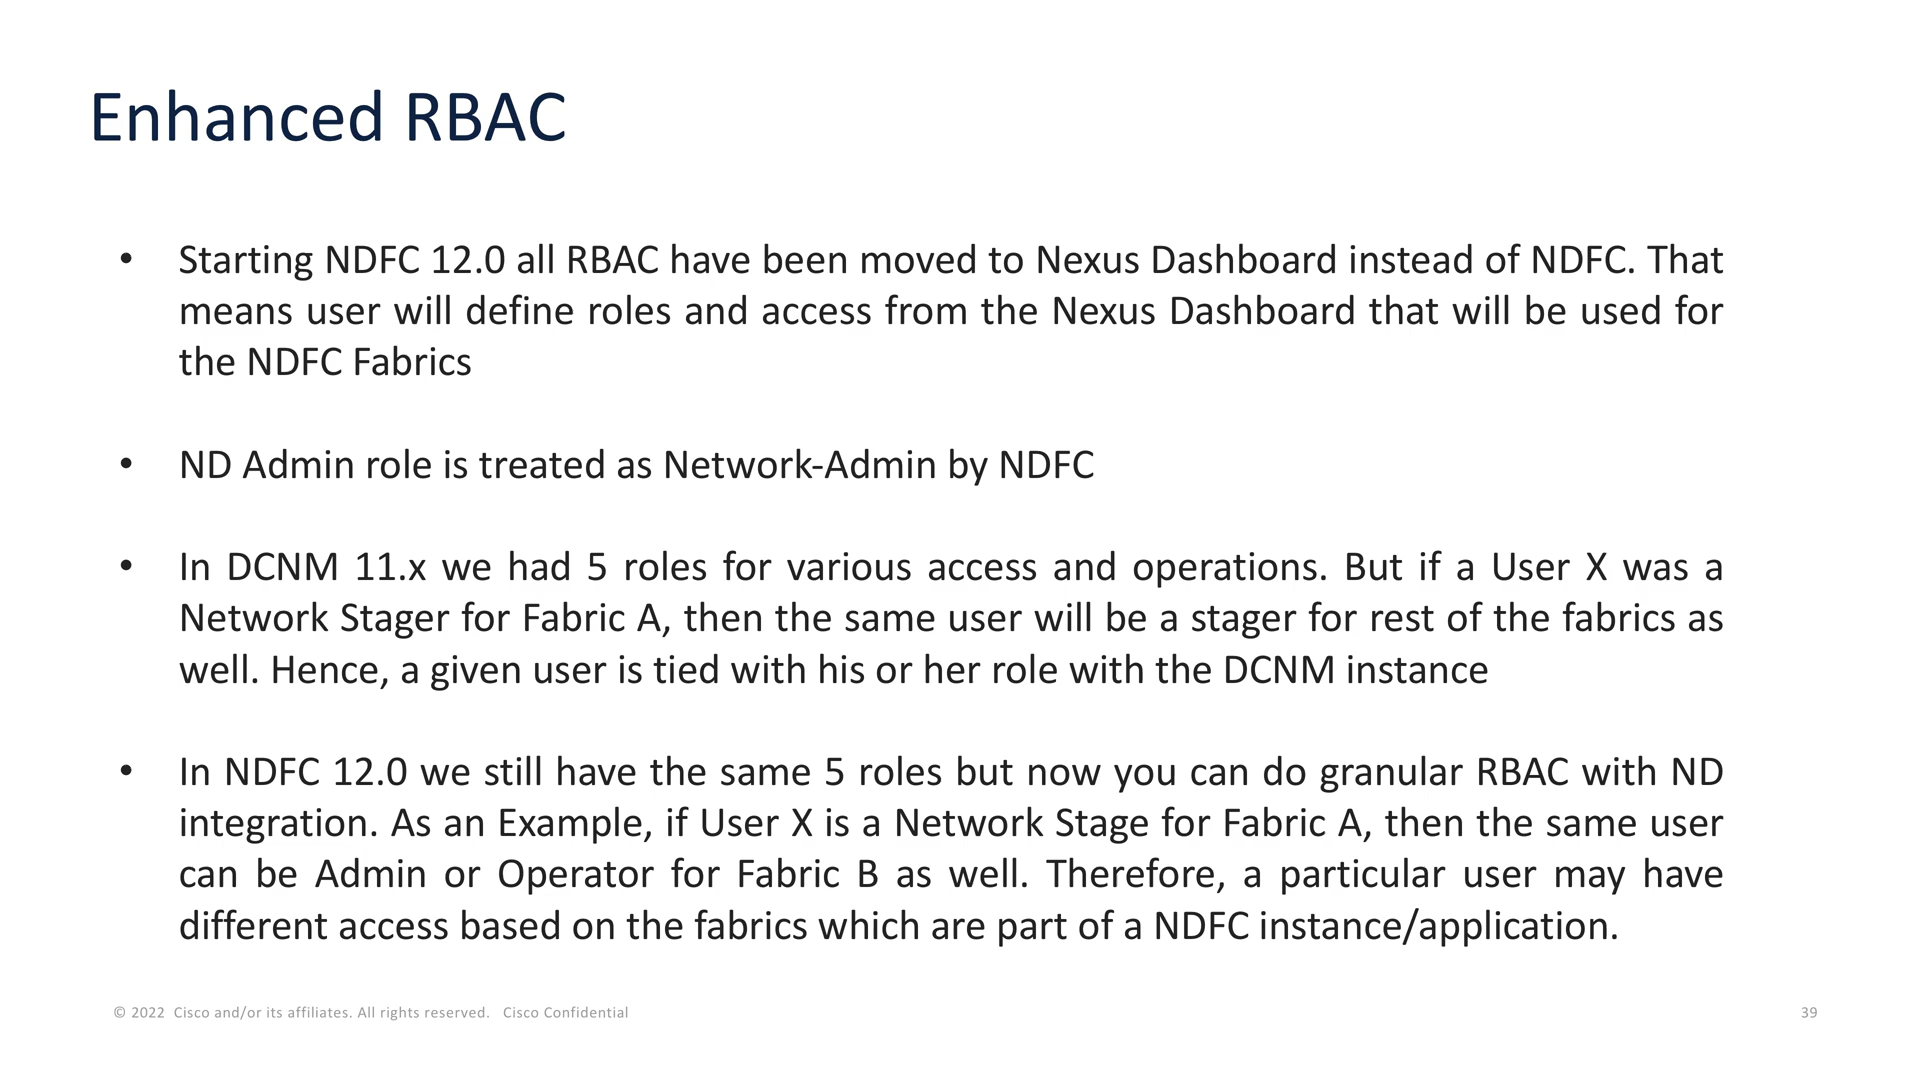 Enhanced RBAC
• Starting NDFC 12.0 all RBAC have been moved to Nexus Dashboard instead of NDFC. That
means user will define roles and access from the Nexus Dashboard that will be used for
the NDFC Fabrics
• ND Admin role is treated as Network-Admin by NDFC
• In DCNM 11.x we had 5 roles for various access and operations. But if a User X was a
Network Stager for Fabric A, then the same user will be a stager for rest of the fabrics as
well. Hence, a given user is tied with his or her role with the DCNM instance
• In NDFC 12.0 we still have the same 5 roles but now you can do granular RBAC with ND
integration. As an Example, if User X is a Network Stage for Fabric A, then the same user
can be Admin or Operator for Fabric B as well. Therefore, a particular user may have
different access based on the fabrics which are part of a NDFC instance/application.
© 2022 Cisco and/or its affiliates. All rights reserved. Cisco Confidential
39